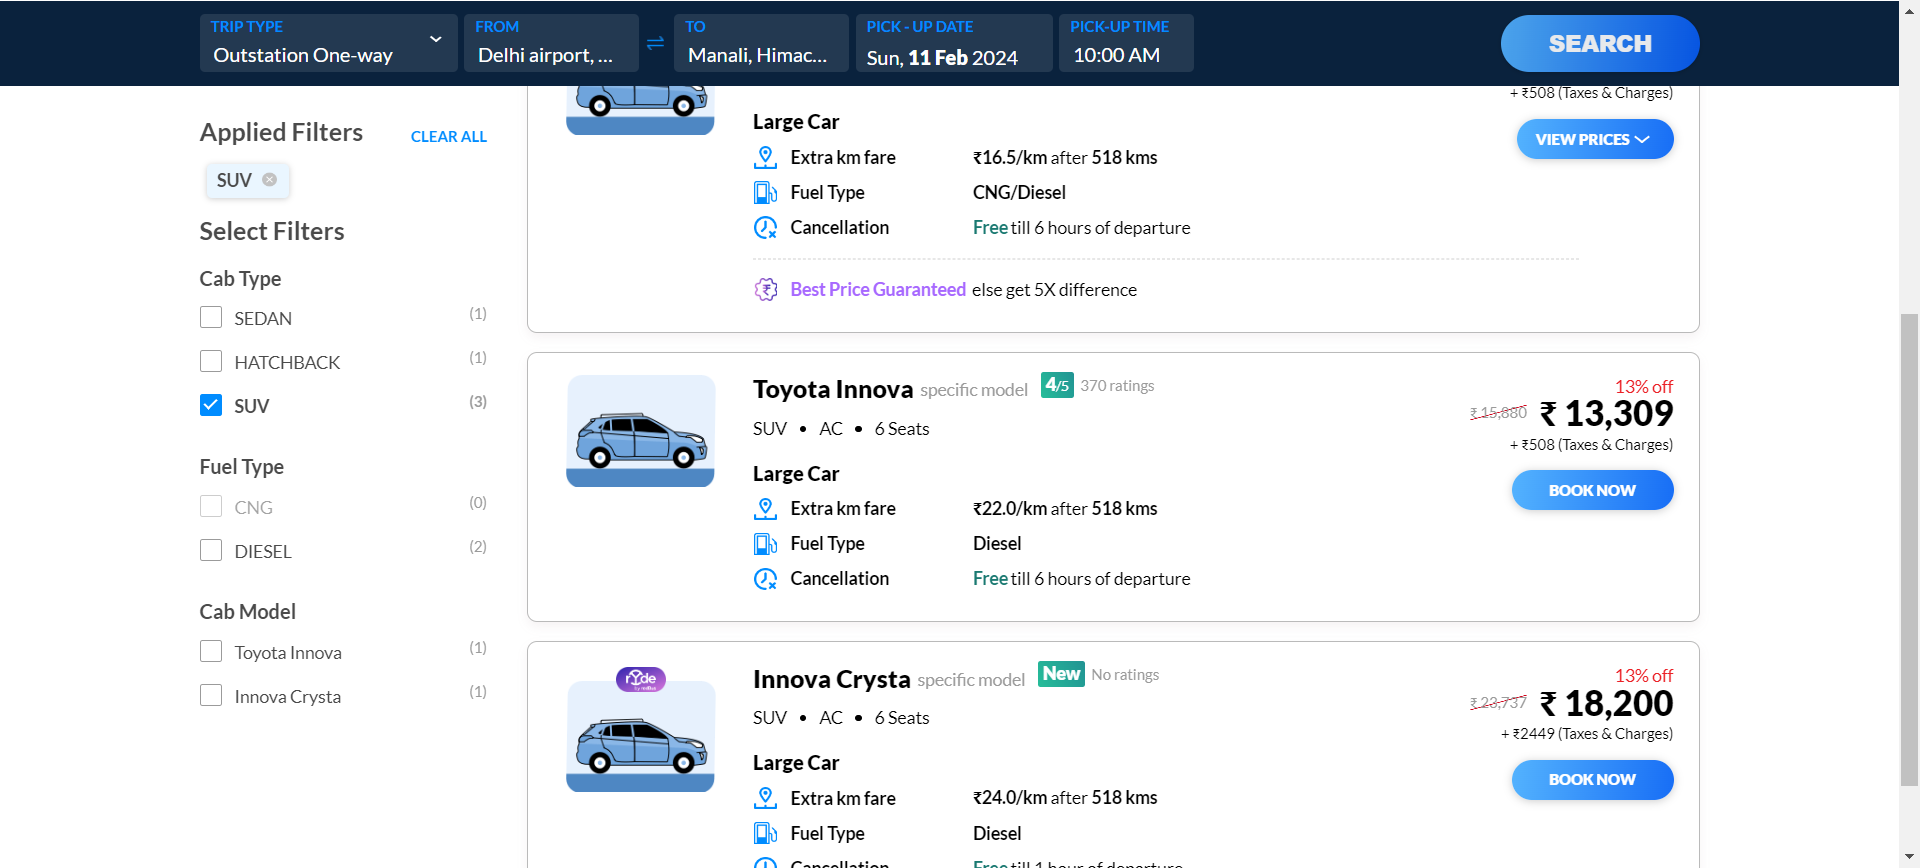 TRIP TYPE
Outstation One-way
FROM
Delhi airport, ...
TO
Manali, Himac...
PICK - UP DATE
Sun, 11 Feb 2024
PICK-UP TIME
10:00 AM
SEARCH
Applied Filters
CLEAR ALL
SUV
Select Filters
Cab Type
SEDAN (1)
HATCHBACK (1)
SUV (3)
Fuel Type
CNG (0)
DIESEL (2)
Cab Model
Toyota Innova (1)
Innova Crysta (1)
+ ₹508 (Taxes & Charges)
VIEW PRICES
Large Car
Extra km fare ₹16.5/km after 518 kms
Fuel Type CNG/Diesel
Cancellation Free till 6 hours of departure
Best Price Guaranteed else get 5X difference
Toyota Innova specific model 4/5 370 ratings
SUV • AC • 6 Seats
13% off
₹ 15,880 ₹ 13,309
+ ₹508 (Taxes & Charges)
BOOK NOW
Large Car
Extra km fare ₹22.0/km after 518 kms
Fuel Type Diesel
Cancellation Free till 6 hours of departure
ryde
Innova Crysta specific model New No ratings
SUV • AC • 6 Seats
13% off
₹ 23,737 ₹ 18,200
+ ₹2449 (Taxes & Charges)
BOOK NOW
Large Car
Extra km fare ₹24.0/km after 518 kms
Fuel Type Diesel
Cancellation Free till 1 hour of departure